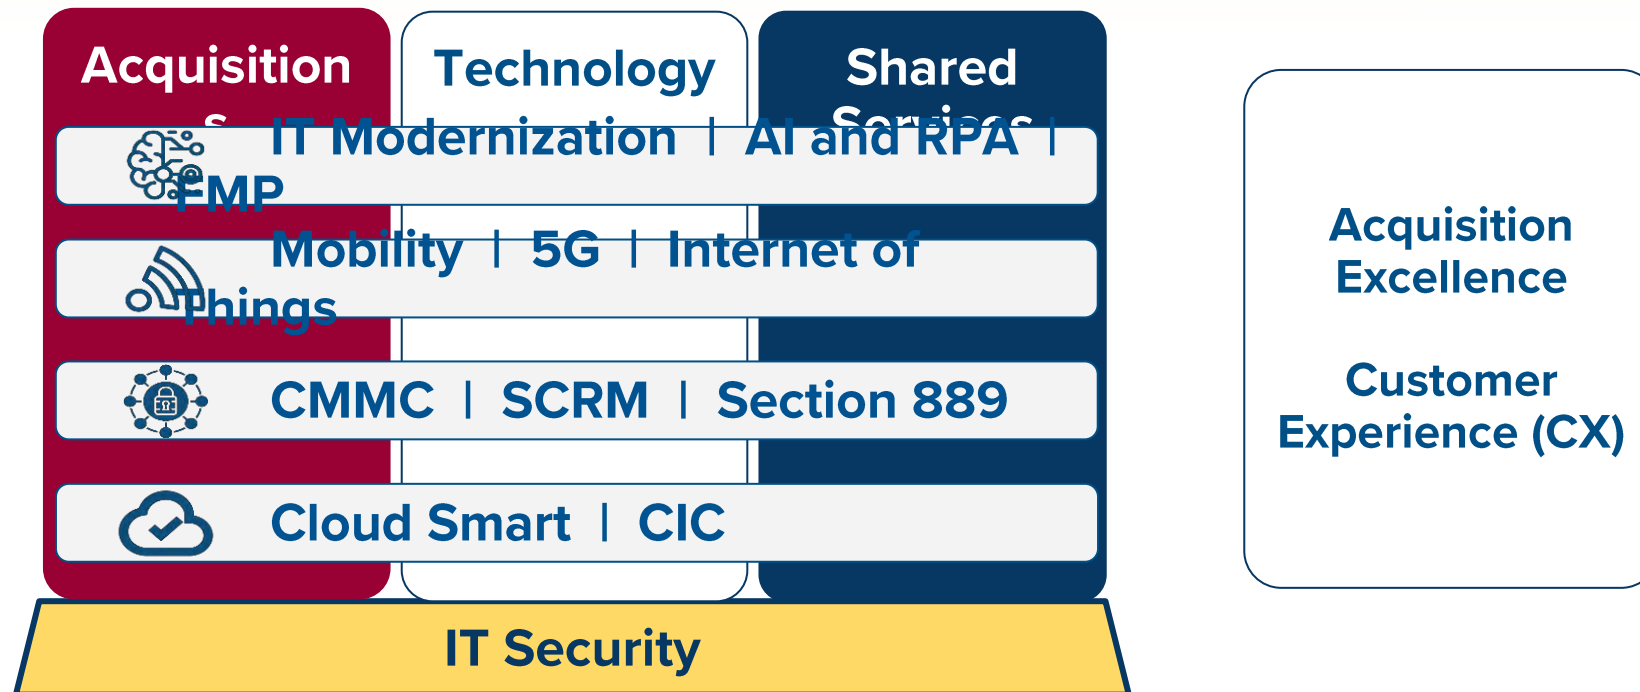 Acquisition
s
Technology
Shared
Services
IT Modernization | AI and RPA |
FMP
Mobility | 5G | Internet of
Things
CMMC | SCRM | Section 889
Cloud Smart | CIC
IT Security
Acquisition
Excellence
Customer
Experience (CX)